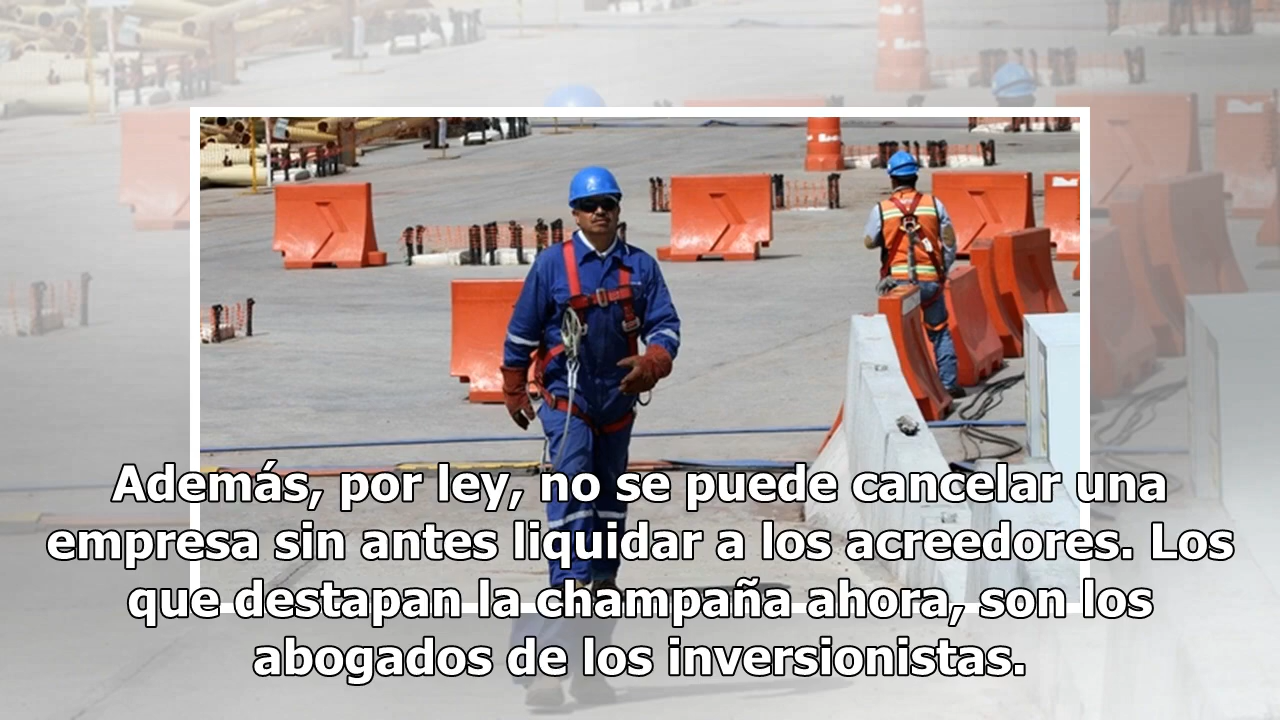 Además, por ley, no se puede cancelar una
empresa sin antes liquidar a los acreedores. Los
que destapan la champaña ahora, son los
abogados de los inversionistas.